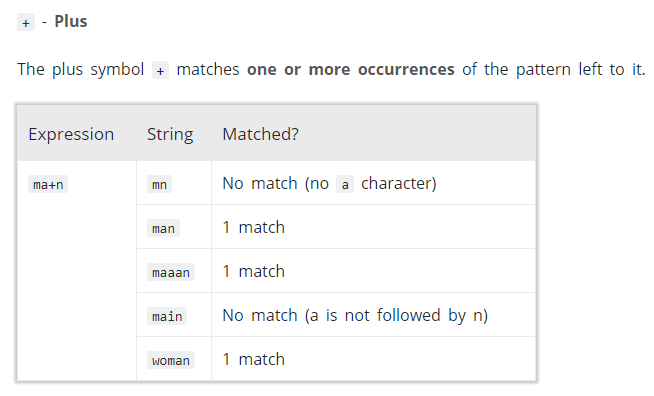 + - Plus
The plus symbol + matches one or more occurrences of the pattern left to it.
Expression String Matched?
ma+n mn No match (no a character)
man 1 match
maaan 1 match
main No match (a is not followed by n)
woman 1 match